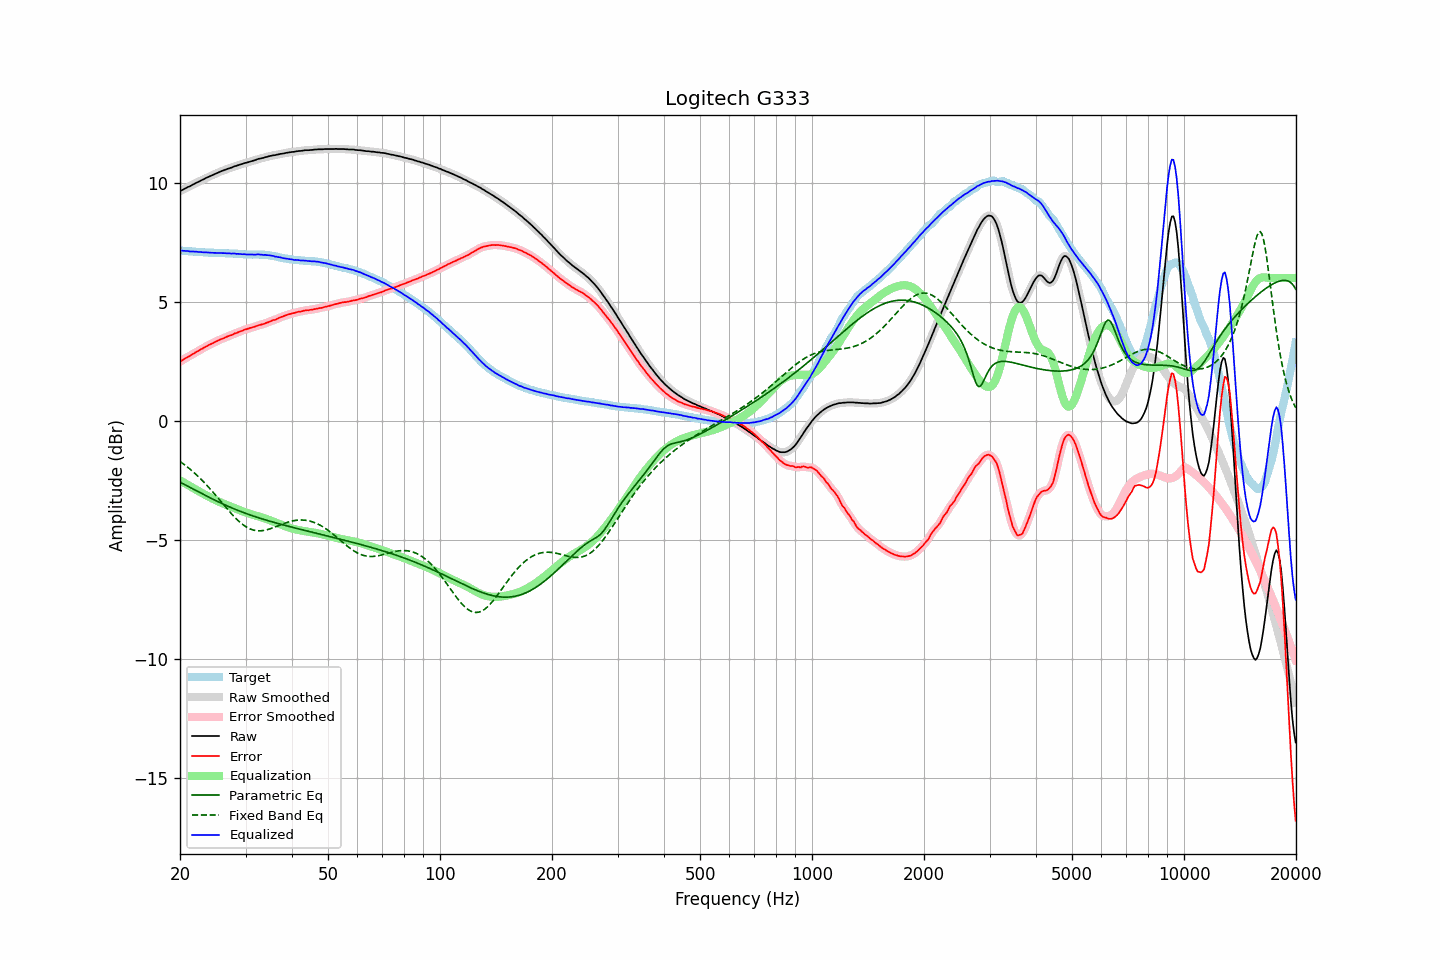 Logitech G333
Amplitude (dBr)
10
5
0
−5
−10
−15
Target
Raw Smoothed
Error Smoothed
Raw
Error
Equalization
Parametric Eq
Fixed Band Eq
Equalized
20 50 100 200 500 1000 2000 5000 10000 20000
Frequency (Hz)